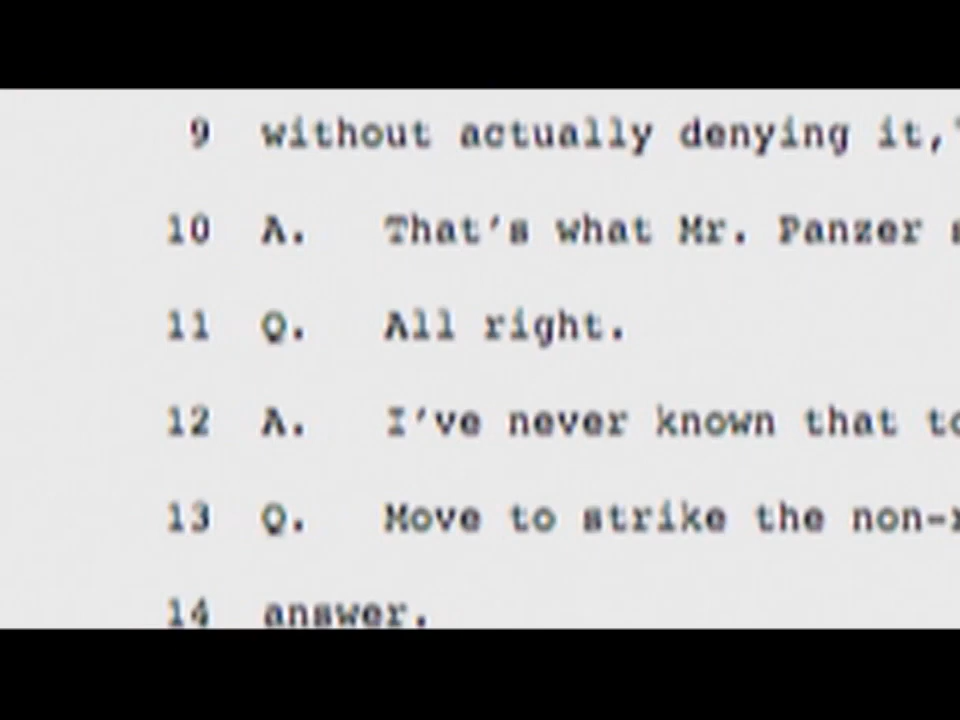 9 without actually denying it,
10 A. That's what Mr. Panzer
11 Q. All right.
12 A. I've never known that to
13 Q. Move to strike the
14 answer.